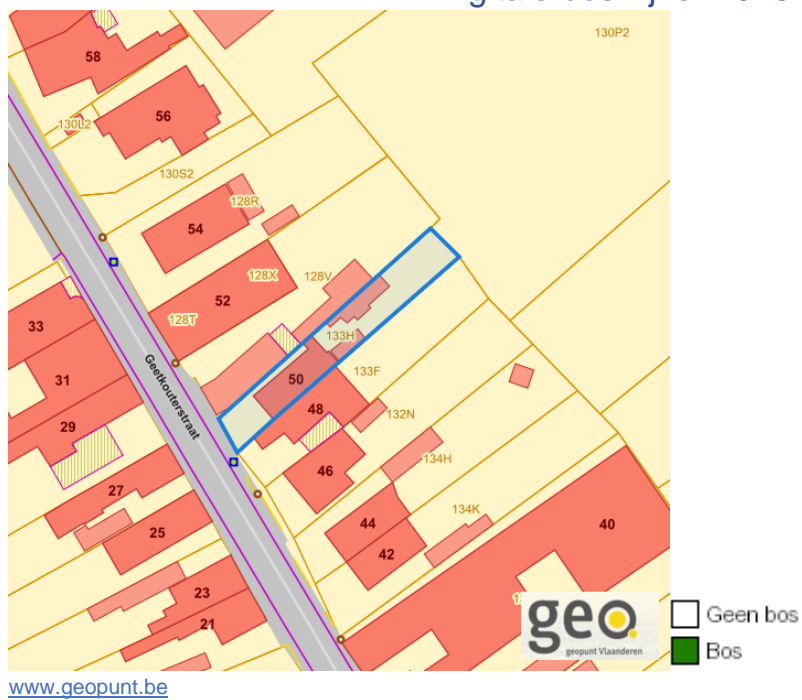 130P2
58
130L2
56
130S2
128R
54
128X
128V
52
128T
133H
33
Geetkouterstraat
50
133F
31
48
132N
29
46
134H
27
134K
44
40
25
42
23
21
geo.
geopunt Vlaanderen
Geen bos
Bos
www.geopunt.be